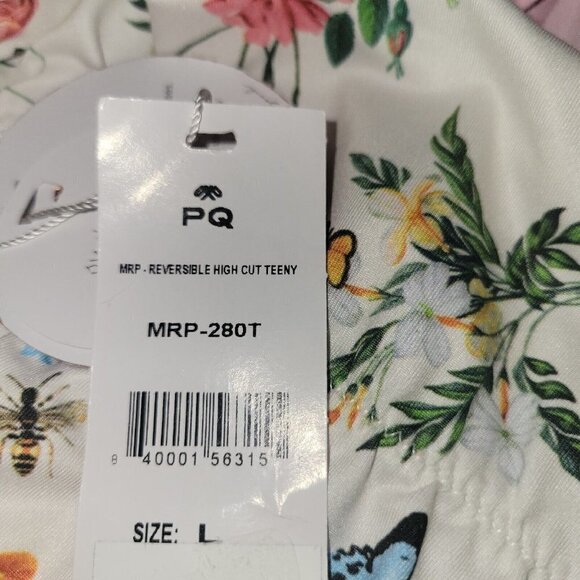 PQ
MRP - REVERSIBLE HIGH CUT TEENY
MRP-280T
8 40001 56315
SIZE: L